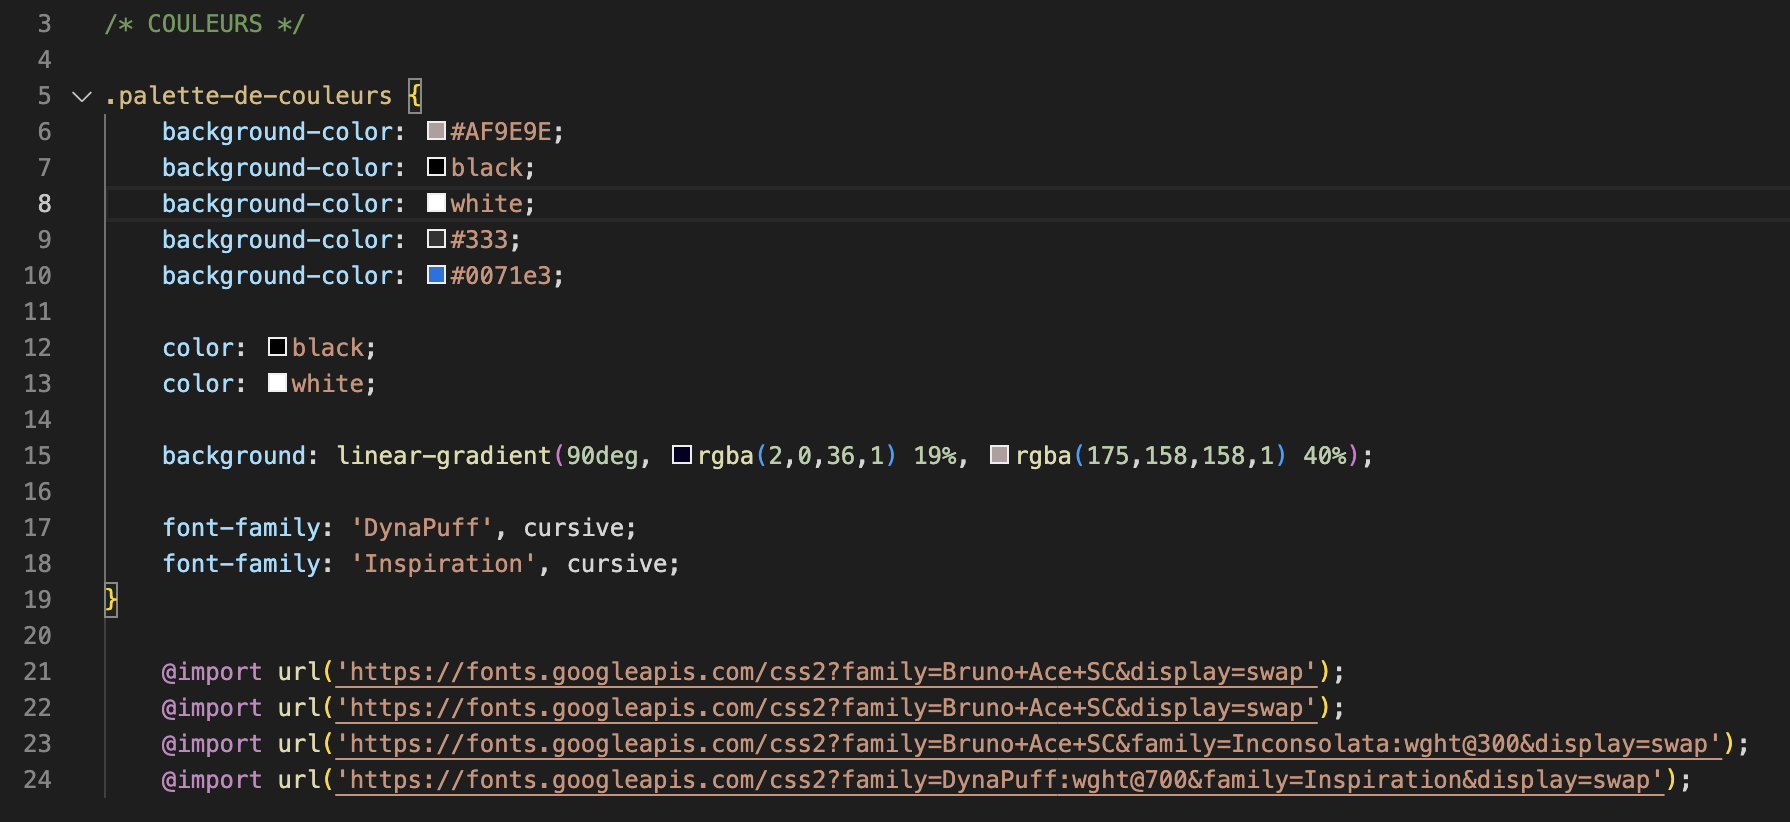 3 /* COULEURS */
4
5 .palette-de-couleurs {
6 background-color: #AF9E9E;
7 background-color: black;
8 background-color: white;
9 background-color: #333;
10 background-color: #0071e3;
11
12 color: black;
13 color: white;
14
15 background: linear-gradient(90deg, rgba(2,0,36,1) 19%, rgba(175,158,158,1) 40%);
16
17 font-family: 'DynaPuff', cursive;
18 font-family: 'Inspiration', cursive;
19 }
20
21 @import url('https://fonts.googleapis.com/css2?family=Bruno+Ace+SC&display=swap');
22 @import url('https://fonts.googleapis.com/css2?family=Bruno+Ace+SC&display=swap');
23 @import url('https://fonts.googleapis.com/css2?family=Bruno+Ace+SC&family=Inconsolata:wght@300&display=swap');
24 @import url('https://fonts.googleapis.com/css2?family=DynaPuff:wght@700&family=Inspiration&display=swap');